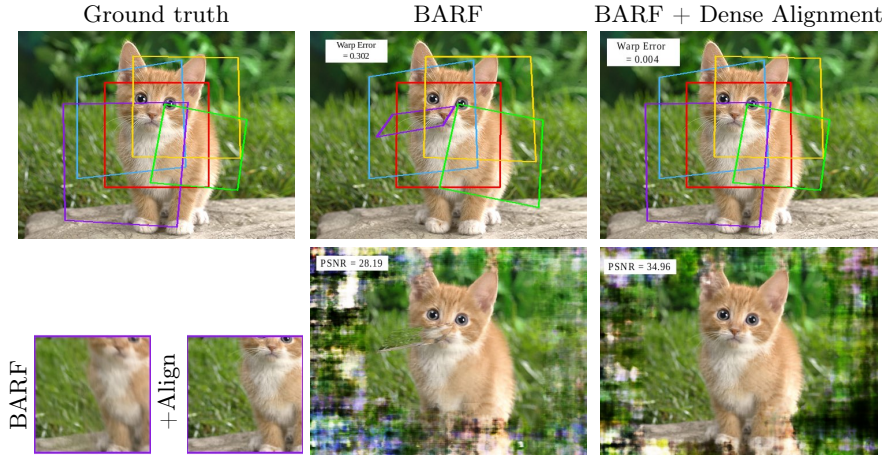 Ground truth
BARF
BARF + Dense Alignment
Warp Error
= 0.302
Warp Error
= 0.004
PSNR = 28.19
PSNR = 34.96
BARF
+Align